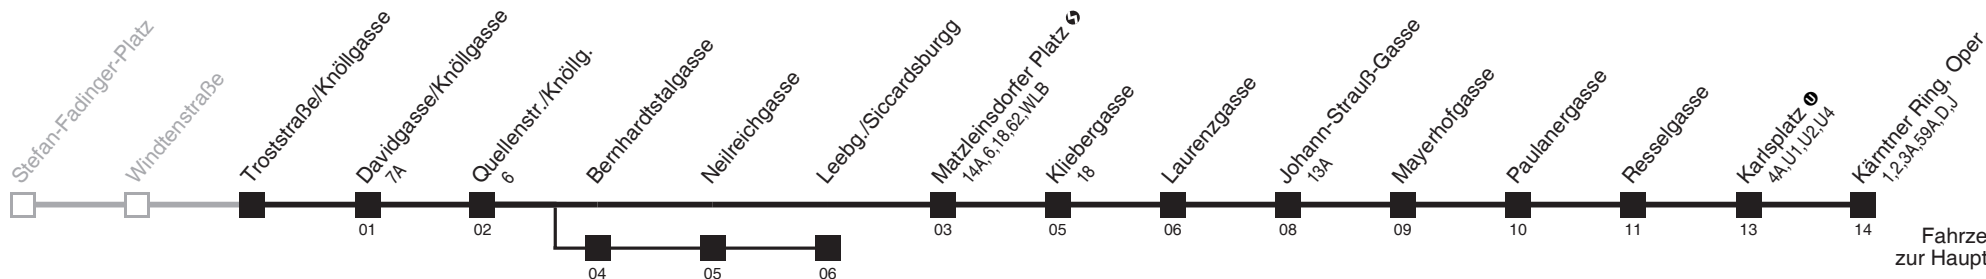 Stefan-Fadinger-Platz
Windtenstraße
Troststraße/Knöllgasse
Davidgasse/Knöllgasse
7A
Quellenstr./Knöllg.
6
Bernhardtstalgasse
Neilreichgasse
Leebg./Siccardsburgg
Matzleinsdorfer Platz
14A,6,18,62,WLB
Kliebergasse
18
Laurenzgasse
Johann-Strauß-Gasse
13A
Mayerhofgasse
Paulanergasse
Resselgasse
Karlsplatz U
4A,U1,U2,U4
Kärntner Ring, Oper
1,2,3A,59A,D,J
01
02
03
05
06
08
09
10
11
13
14
04
05
06
Fahrze
zur Haupt